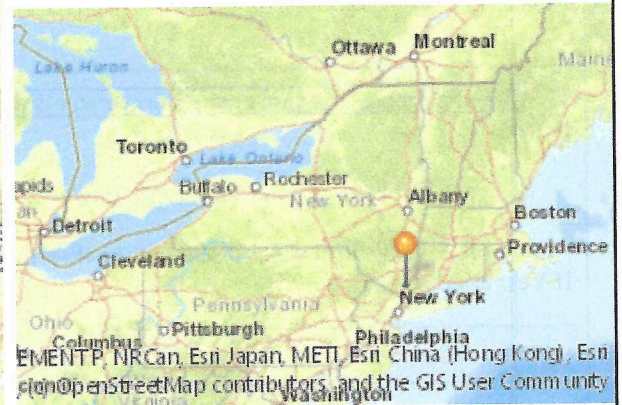 Ottawa Montreal
Lake Huron Maine
Toronto Lake Ontario
apids Buffalo Rochester
New York Albany
an Detroit Boston
Cleveland Providence
Pennsylvania New York
Ohio
Columbus Pittsburgh Philadelphia
EMENTP, NRCan, Esri Japan, METI, Esri China (Hong Kong), Esri
OpenStreetMap contributors, and the GIS User Community
Washington